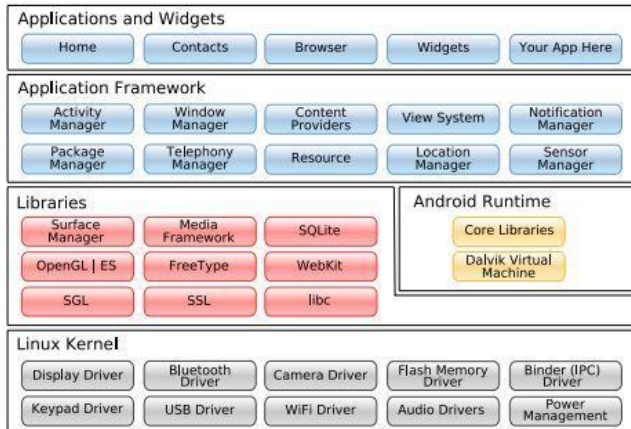 Applications and Widgets
Home
Contacts
Browser
Widgets
Your App Here
Application Framework
Activity
Manager
Window
Manager
Content
Providers
View System
Notification
Manager
Package
Manager
Telephony
Manager
Resource
Location
Manager
Sensor
Manager
Libraries
Surface
Manager
Media
Framework
SQLite
OpenGL | ES
FreeType
WebKit
SGL
SSL
libc
Android Runtime
Core Libraries
Dalvik Virtual
Machine
Linux Kernel
Display Driver
Bluetooth
Driver
Camera Driver
Flash Memory
Driver
Binder (IPC)
Driver
Keypad Driver
USB Driver
WiFi Driver
Audio Drivers
Power
Management